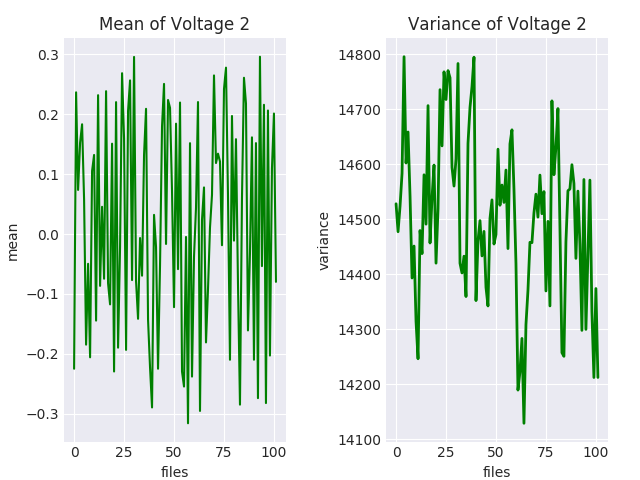 Mean of Voltage 2
0.3
0.2
0.1
0.0
−0.1
−0.2
−0.3
mean
0 25 50 75 100
files
Variance of Voltage 2
14800
14700
14600
14500
14400
14300
14200
14100
variance
0 25 50 75 100
files